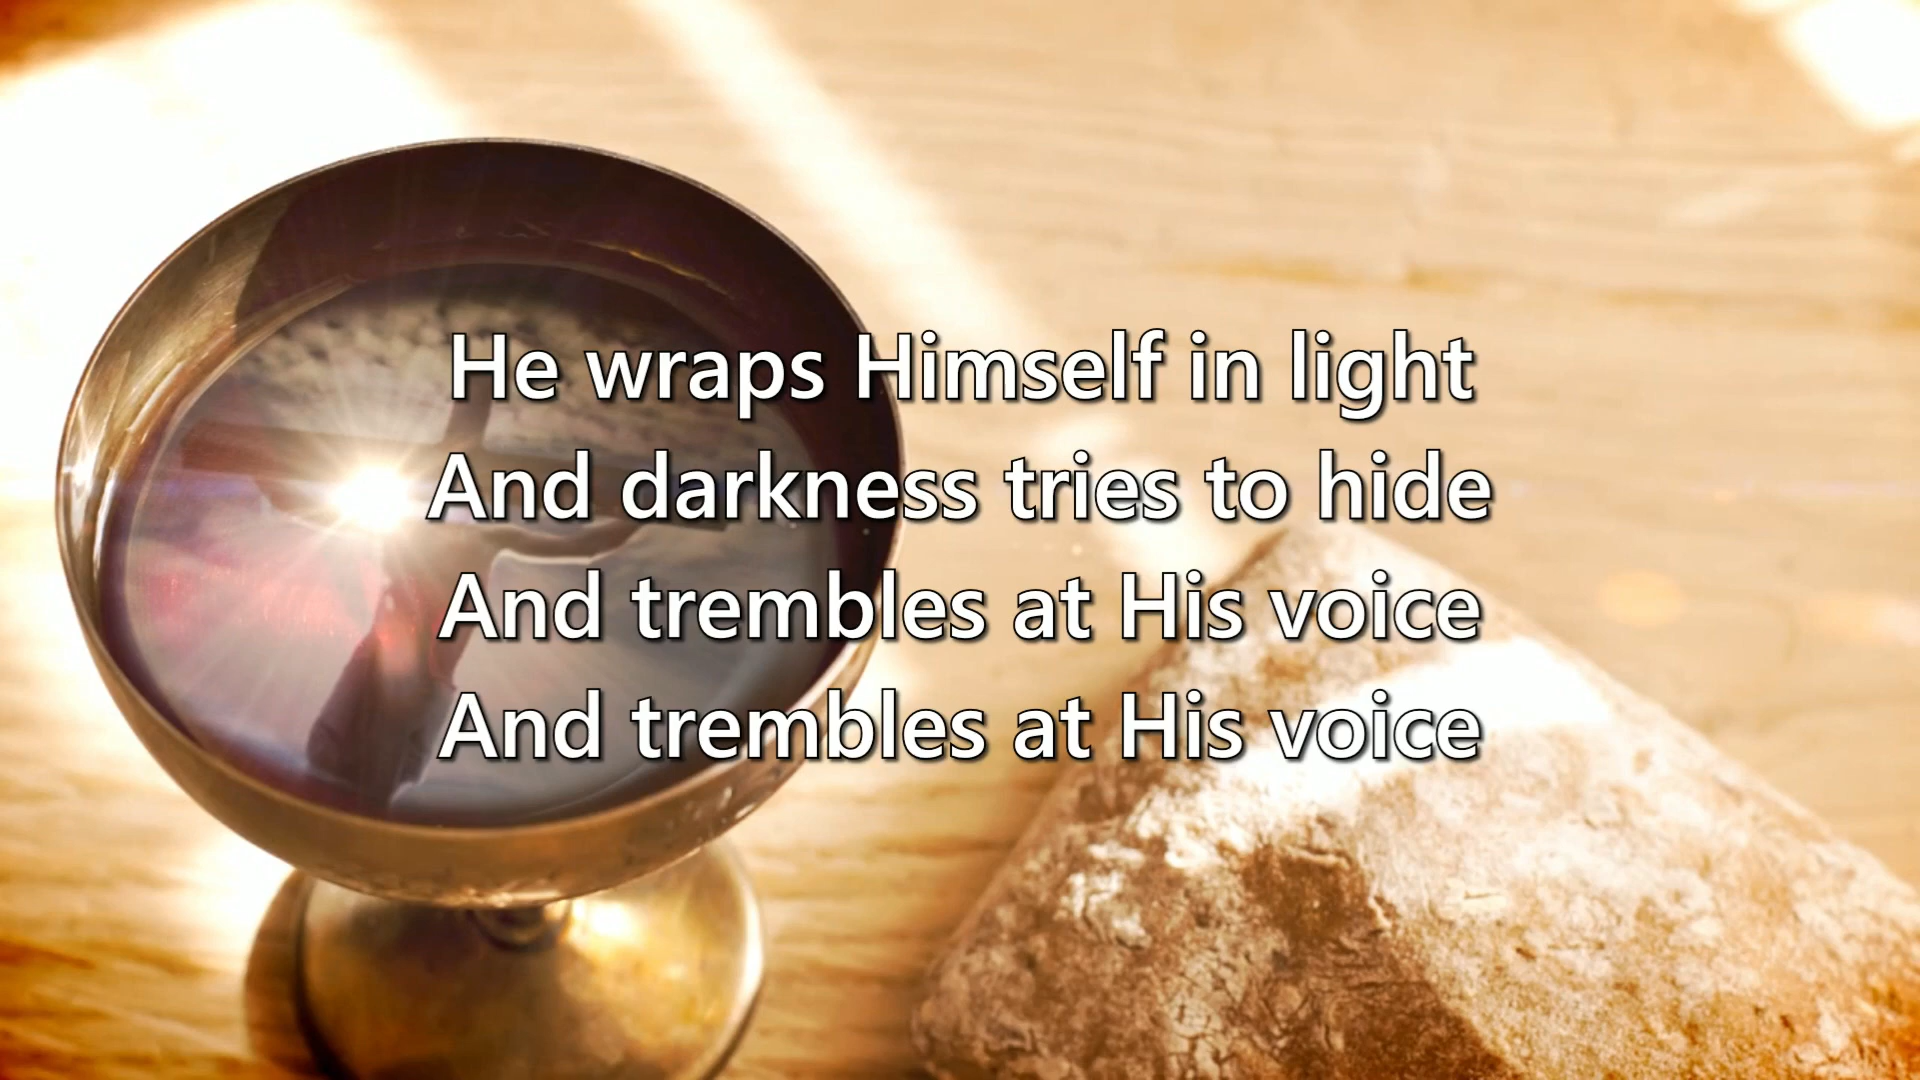 He wraps Himself in light
And darkness tries to hide
And trembles at His voice
And trembles at His voice